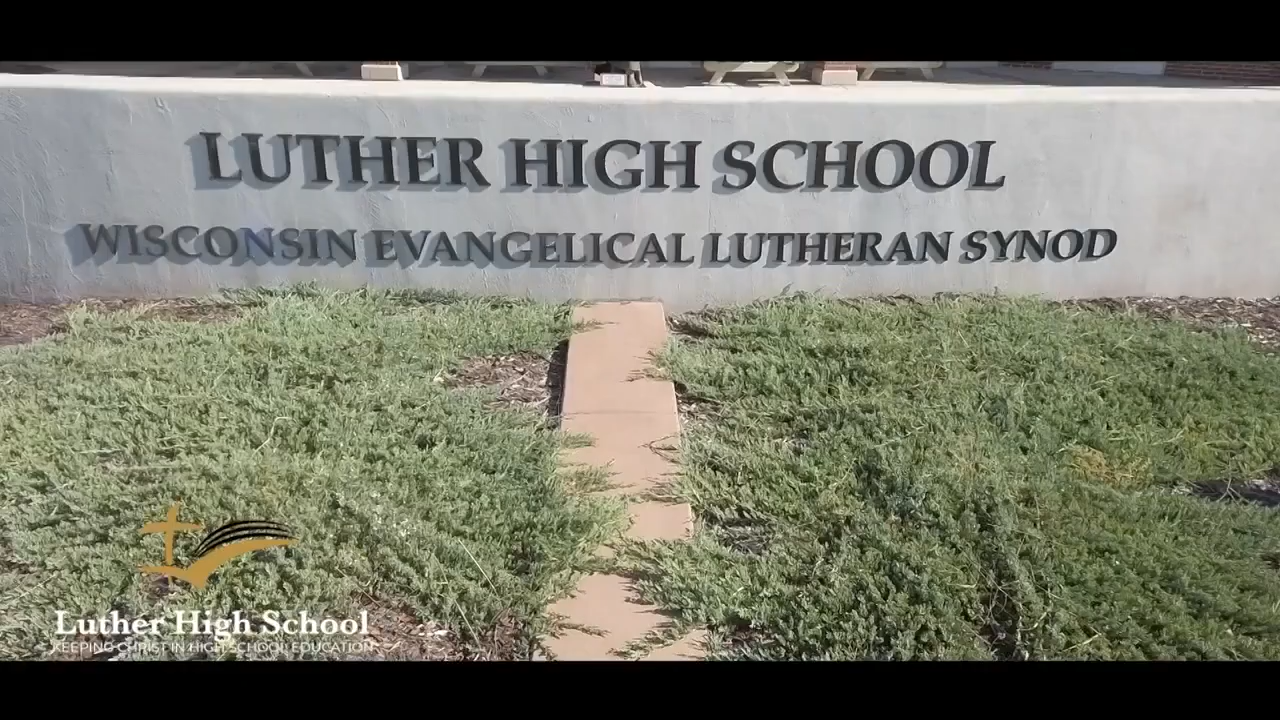 LUTHER HIGH SCHOOL
WISCONSIN EVANGELICAL LUTHERAN SYNOD
Luther High School
KEEPING CHRIST IN HIGH SCHOOL EDUCATION